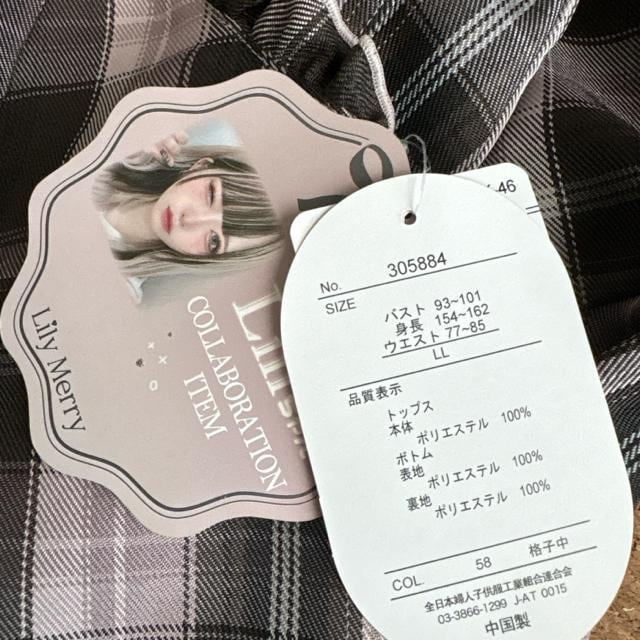 Lily Merry
COLLABORATION
ITEM
46
No. 305884
SIZE
バスト 93~101
身長 154~162
ウエスト 77~85
LL
品質表示
トップス
本体
ポリエステル 100%
ボトム
表地
ポリエステル 100%
裏地
ポリエステル 100%
COL. 58 格子中
全日本婦人子供服工業組合連合会
03-3866-1299 J-AT 0015
中国製